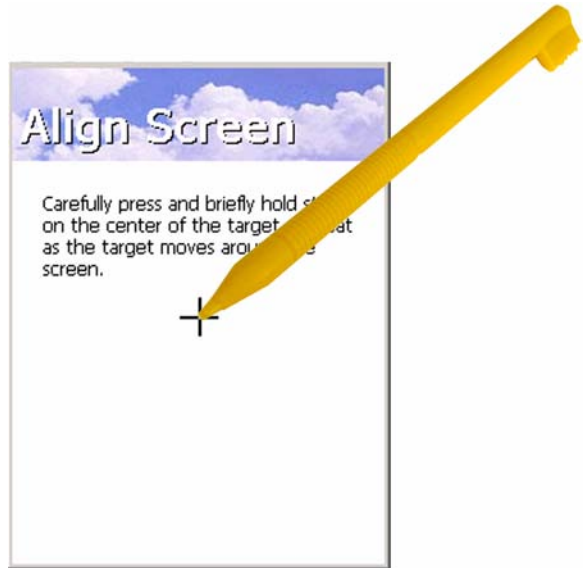 Align Screen
Carefully press and briefly hold
on the center of the target
as the target moves
screen.